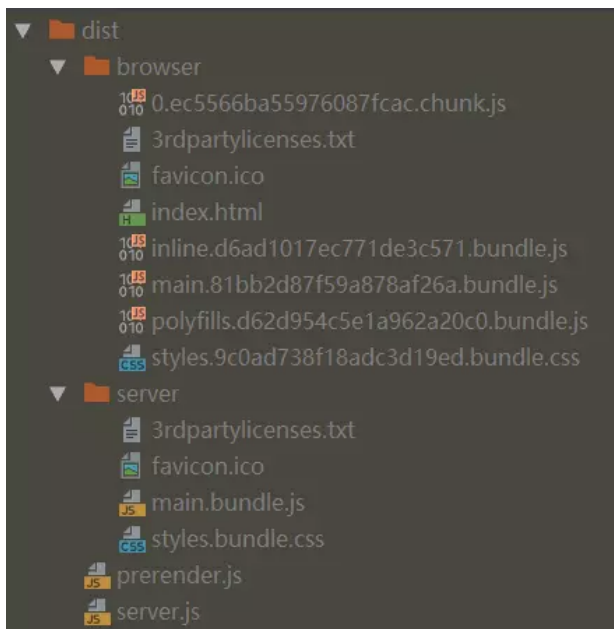 dist
browser
0.ec5566ba55976087fcac.chunk.js
3rdpartylicenses.txt
favicon.ico
index.html
inline.d6ad1017ec771de3c571.bundle.js
main.81bb2d87f59a878af26a.bundle.js
polyfills.d62d954c5e1a962a20c0.bundle.js
styles.9c0ad738f18adc3d19ed.bundle.css
server
3rdpartylicenses.txt
favicon.ico
main.bundle.js
styles.bundle.css
prerender.js
server.js